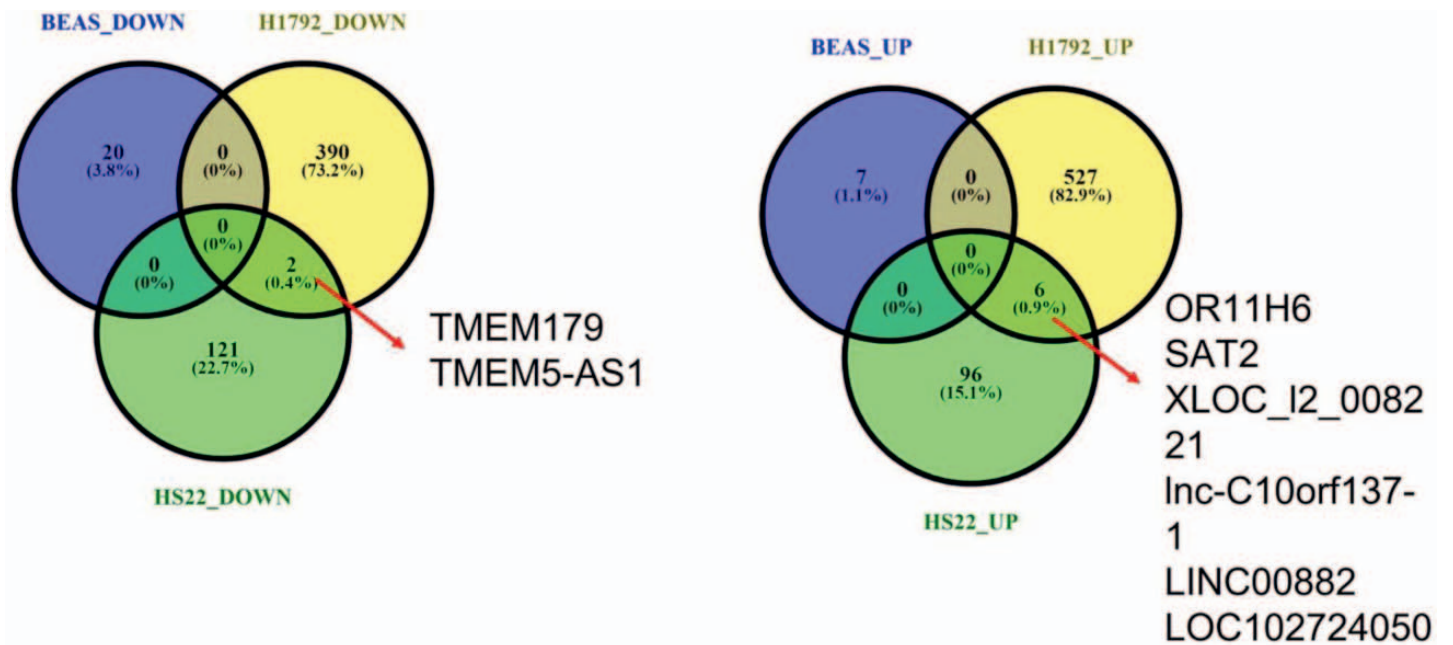 BEAS_DOWN
H1792_DOWN
20
(3.8%)
0
(0%)
390
(73.2%)
0
(0%)
0
(0%)
2
(0.4%)
121
(22.7%)
HS22_DOWN
TMEM179
TMEM5-AS1
BEAS_UP
H1792_UP
7
(1.1%)
0
(0%)
527
(82.9%)
0
(0%)
0
(0%)
6
(0.9%)
96
(15.1%)
HS22_UP
OR11H6
SAT2
XLOC_l2_0082
21
lnc-C10orf137-
1
LINC00882
LOC102724050